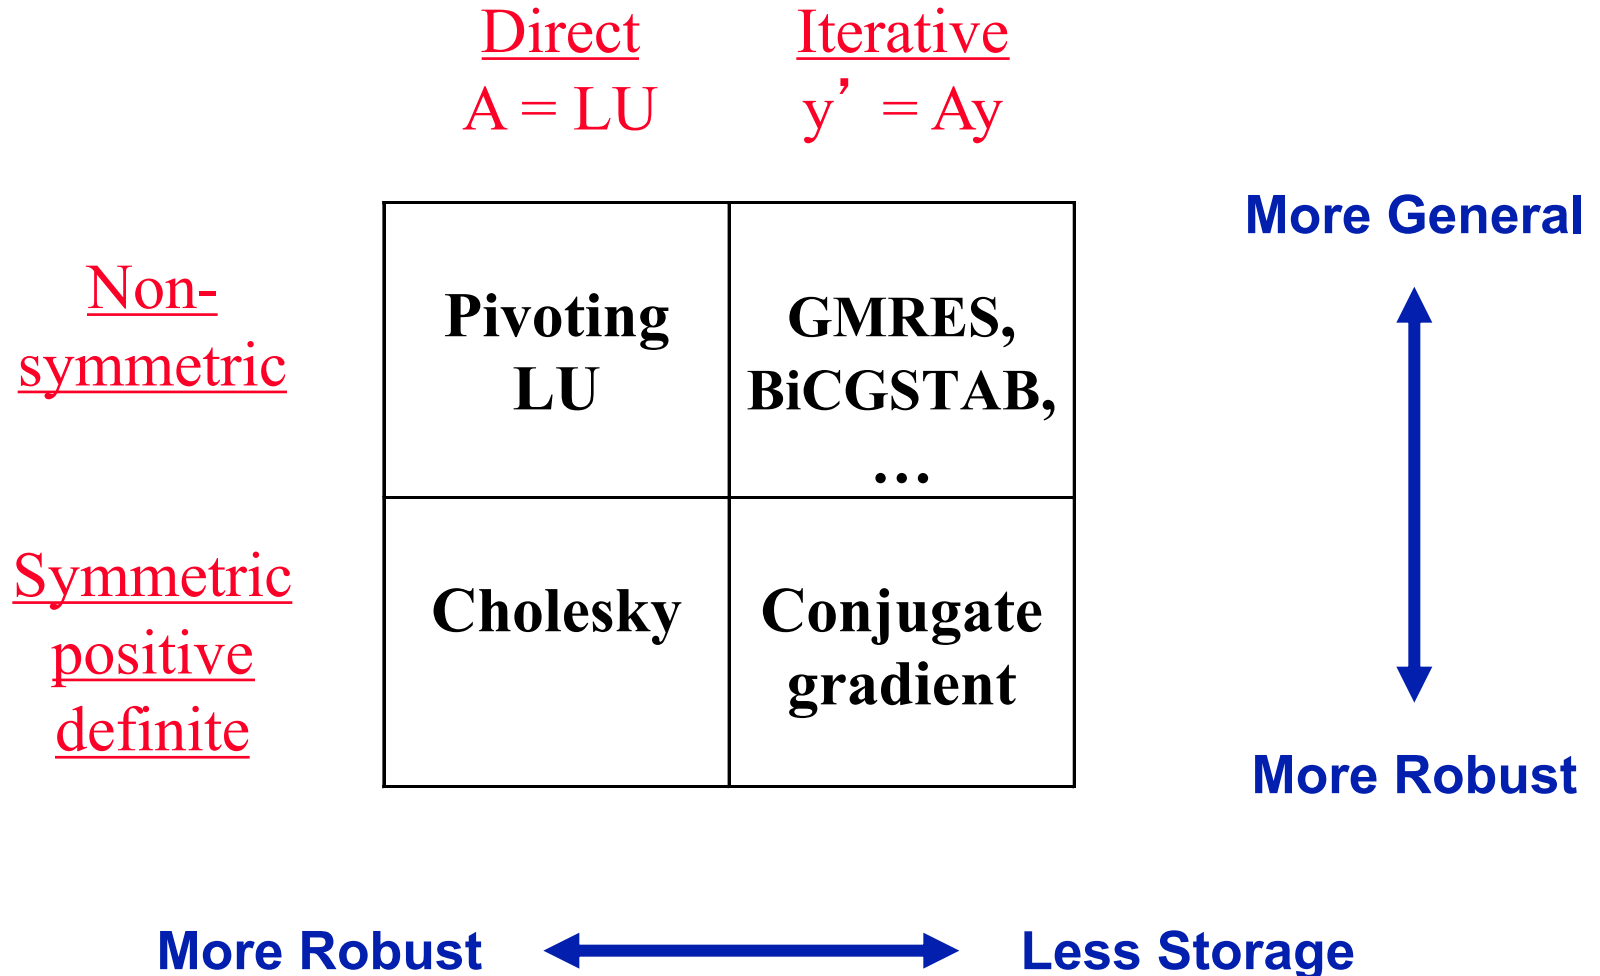 Direct
Iterative
A = LU
y’ = Ay
More General
Non-
symmetric
Pivoting
LU
GMRES,
BiCGSTAB,
…
Symmetric
positive
definite
Cholesky
Conjugate
gradient
More Robust
More Robust
Less Storage